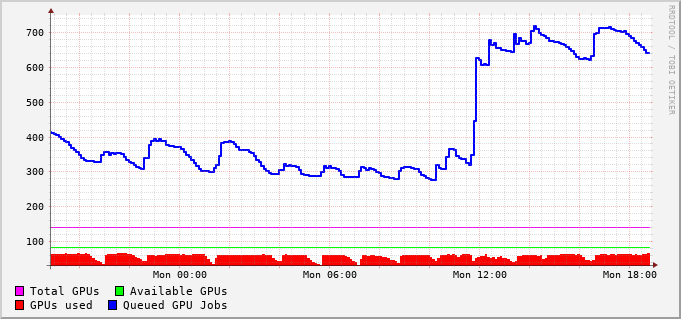 RRDTOOL / TOBI OETIKER
700
600
500
400
300
200
100
Mon 00:00 Mon 06:00 Mon 12:00 Mon 18:00
Total GPUs Available GPUs
GPUs used Queued GPU Jobs